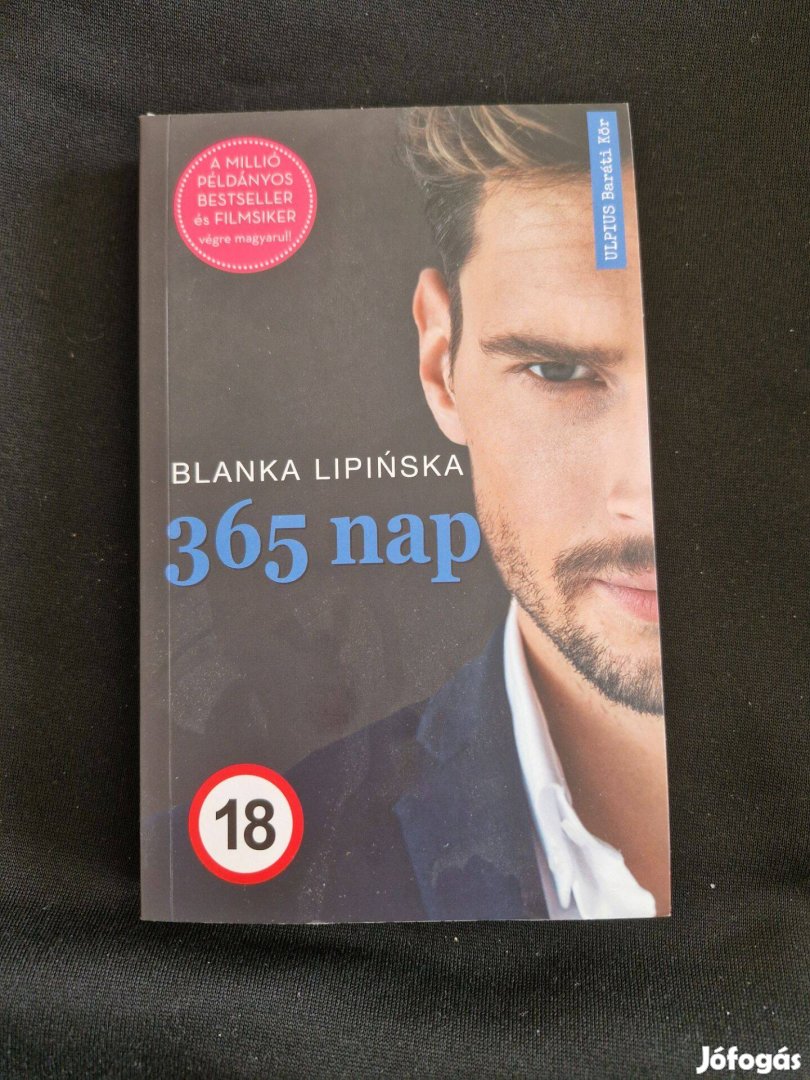 A MILLIÓ
PÉLDÁNYOS
BESTSELLER
és FILMSIKER
végre magyarul!
ULPIUS Baráti Kör
BLANKA LIPIŃSKA
365 nap
18
Jófogás